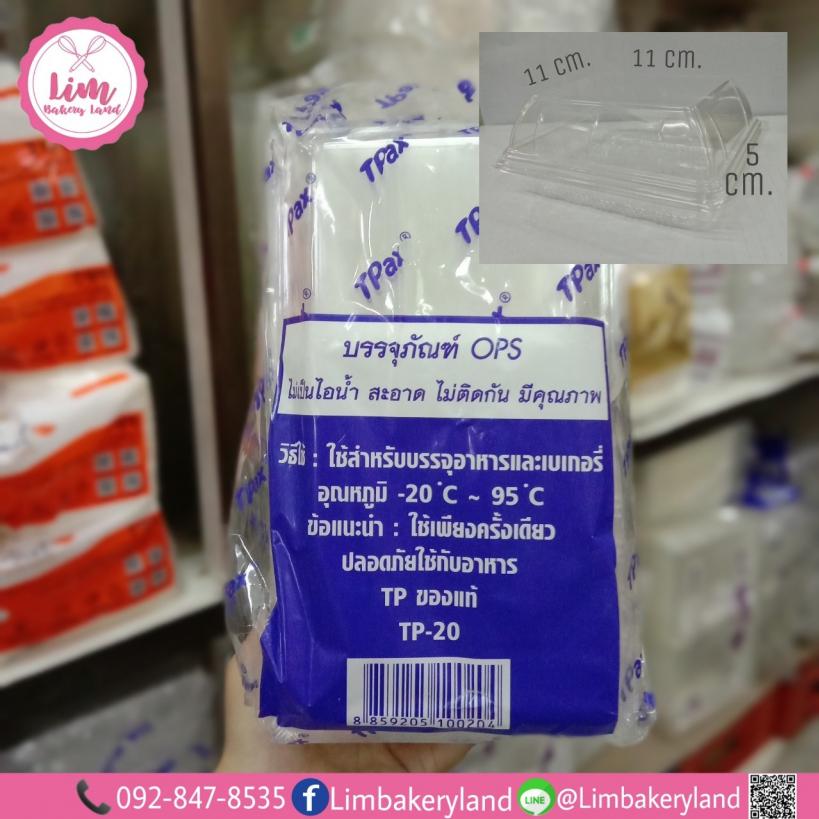 Lim
Bakery Land
11 cm.
11 cm.
5
cm.
TPax®
TPax®
บรรจุภัณฑ์ OPS
ไม่เป็นไอน้ำ สะอาด ไม่ติดกัน มีคุณภาพ
วิธีใช้ : ใช้สำหรับบรรจุอาหารและเบเกอรี่
อุณหภูมิ -20 °C ~ 95 °C
ข้อแนะนำ : ใช้เพียงครั้งเดียว
ปลอดภัยใช้กับอาหาร
TP ของแท้
TP-20
8 859205 100204
092-847-8535 Limbakeryland LINE @Limbakeryland